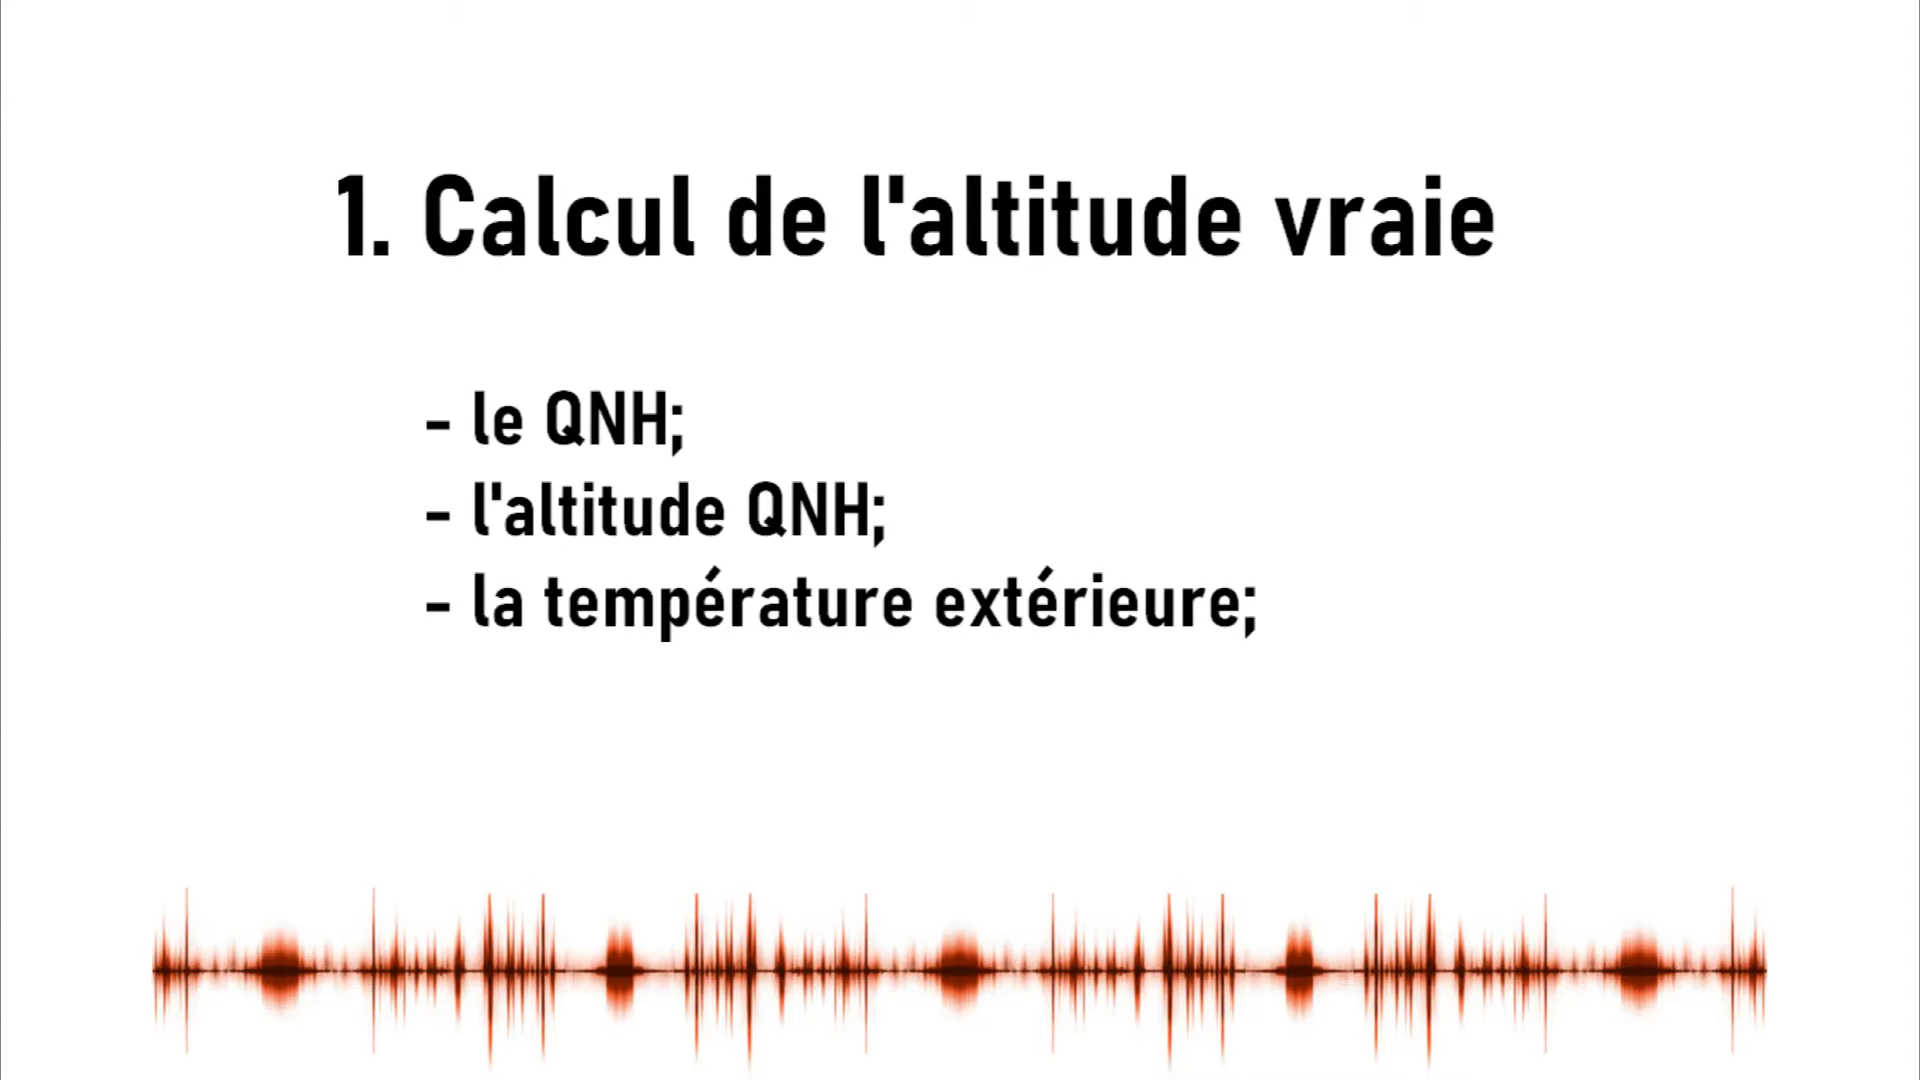 1. Calcul de l'altitude vraie
- le QNH;
- l'altitude QNH;
- la température extérieure;